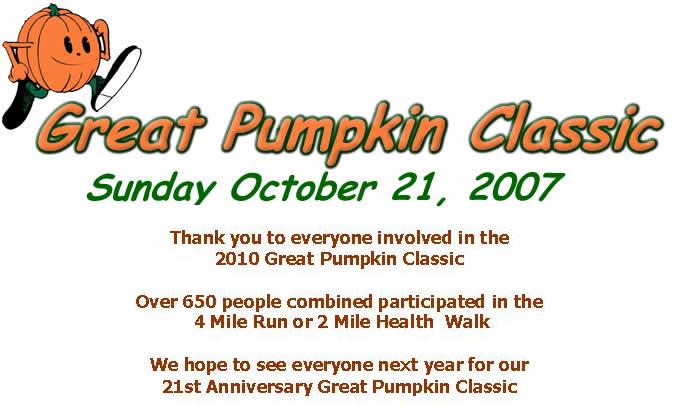 Great Pumpkin Classic
Sunday October 21, 2007
Thank you to everyone involved in the
2010 Great Pumpkin Classic
Over 650 people combined participated in the
4 Mile Run or 2 Mile Health Walk
We hope to see everyone next year for our
21st Anniversary Great Pumpkin Classic